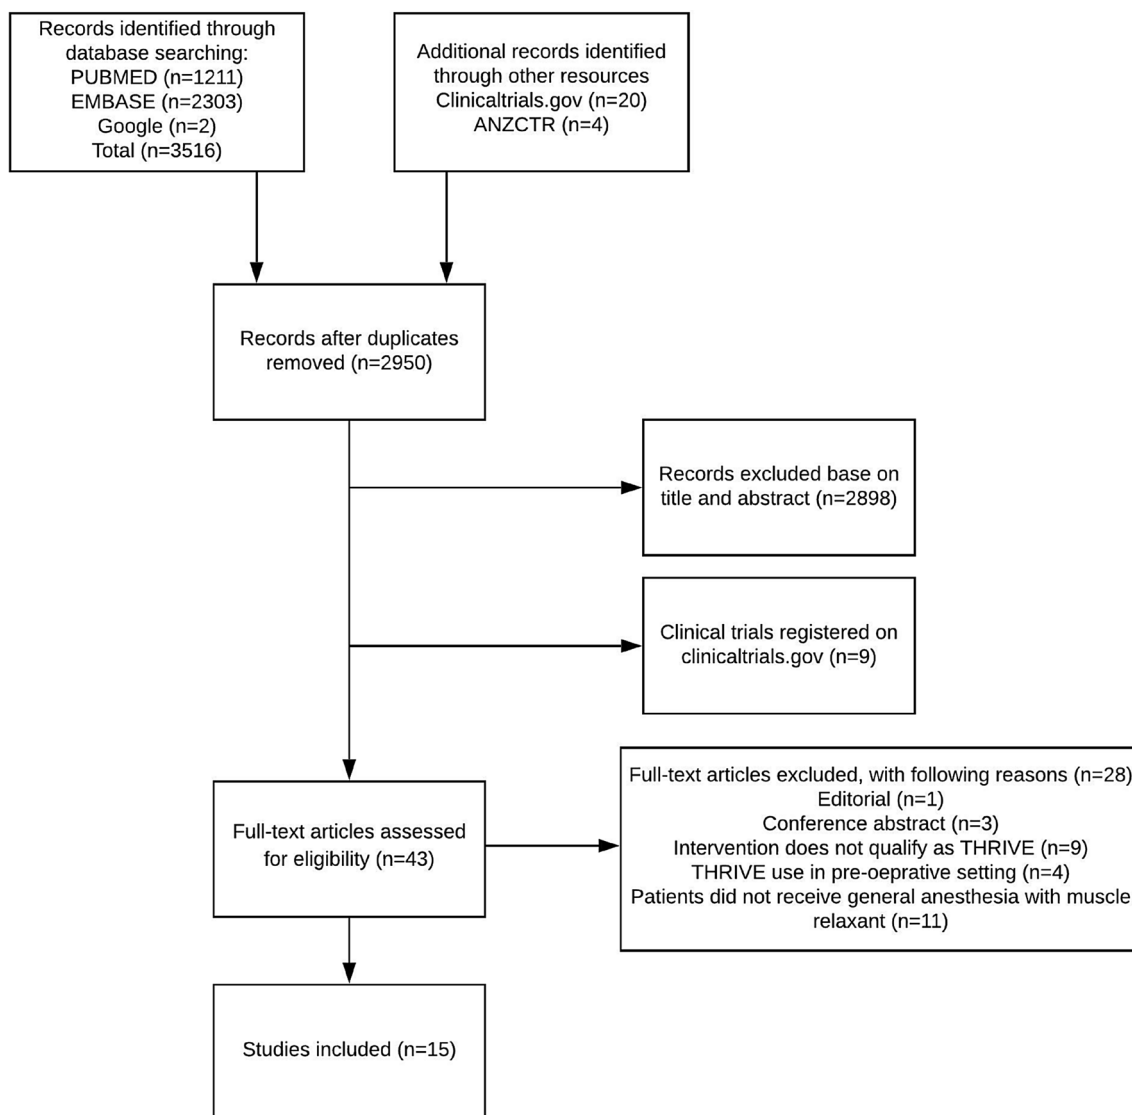 Records identified through
database searching:
PUBMED (n=1211)
EMBASE (n=2303)
Google (n=2)
Total (n=3516)
Additional records identified
through other resources
Clinicaltrials.gov (n=20)
ANZCTR (n=4)
Records after duplicates
removed (n=2950)
Records excluded base on
title and abstract (n=2898)
Clinical trials registered on
clinicaltrials.gov (n=9)
Full-text articles assessed
for eligibility (n=43)
Full-text articles excluded, with following reasons (n=28)
Editorial (n=1)
Conference abstract (n=3)
Intervention does not qualify as THRIVE (n=9)
THRIVE use in pre-oeprative setting (n=4)
Patients did not receive general anesthesia with muscle
relaxant (n=11)
Studies included (n=15)